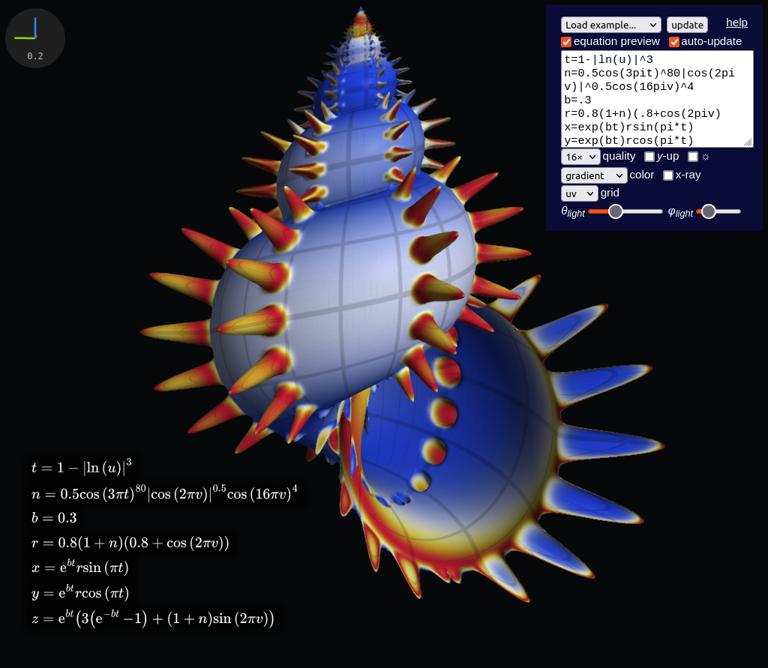 0.2
Load example... update help
equation preview auto-update
t=1-|ln(u)|^3
n=0.5cos(3pit)^80|cos(2pi
v)|^0.5cos(16piv)^4
b=.3
r=0.8(1+n)(.8+cos(2piv)
x=exp(bt)rsin(pi*t)
y=exp(bt)rcos(pi*t)
16× quality y-up ☼
gradient color x-ray
uv grid
θlight φlight
t = 1 − |ln (u)|³
n = 0.5cos (3πt)⁸⁰|cos (2πv)|⁰·⁵cos (16πv)⁴
b = 0.3
r = 0.8(1 + n)(0.8 + cos (2πv))
x = e^{bt}rsin (πt)
y = e^{bt}rcos (πt)
z = e^{bt}(3(e^{−bt} −1) + (1 + n)sin (2πv))